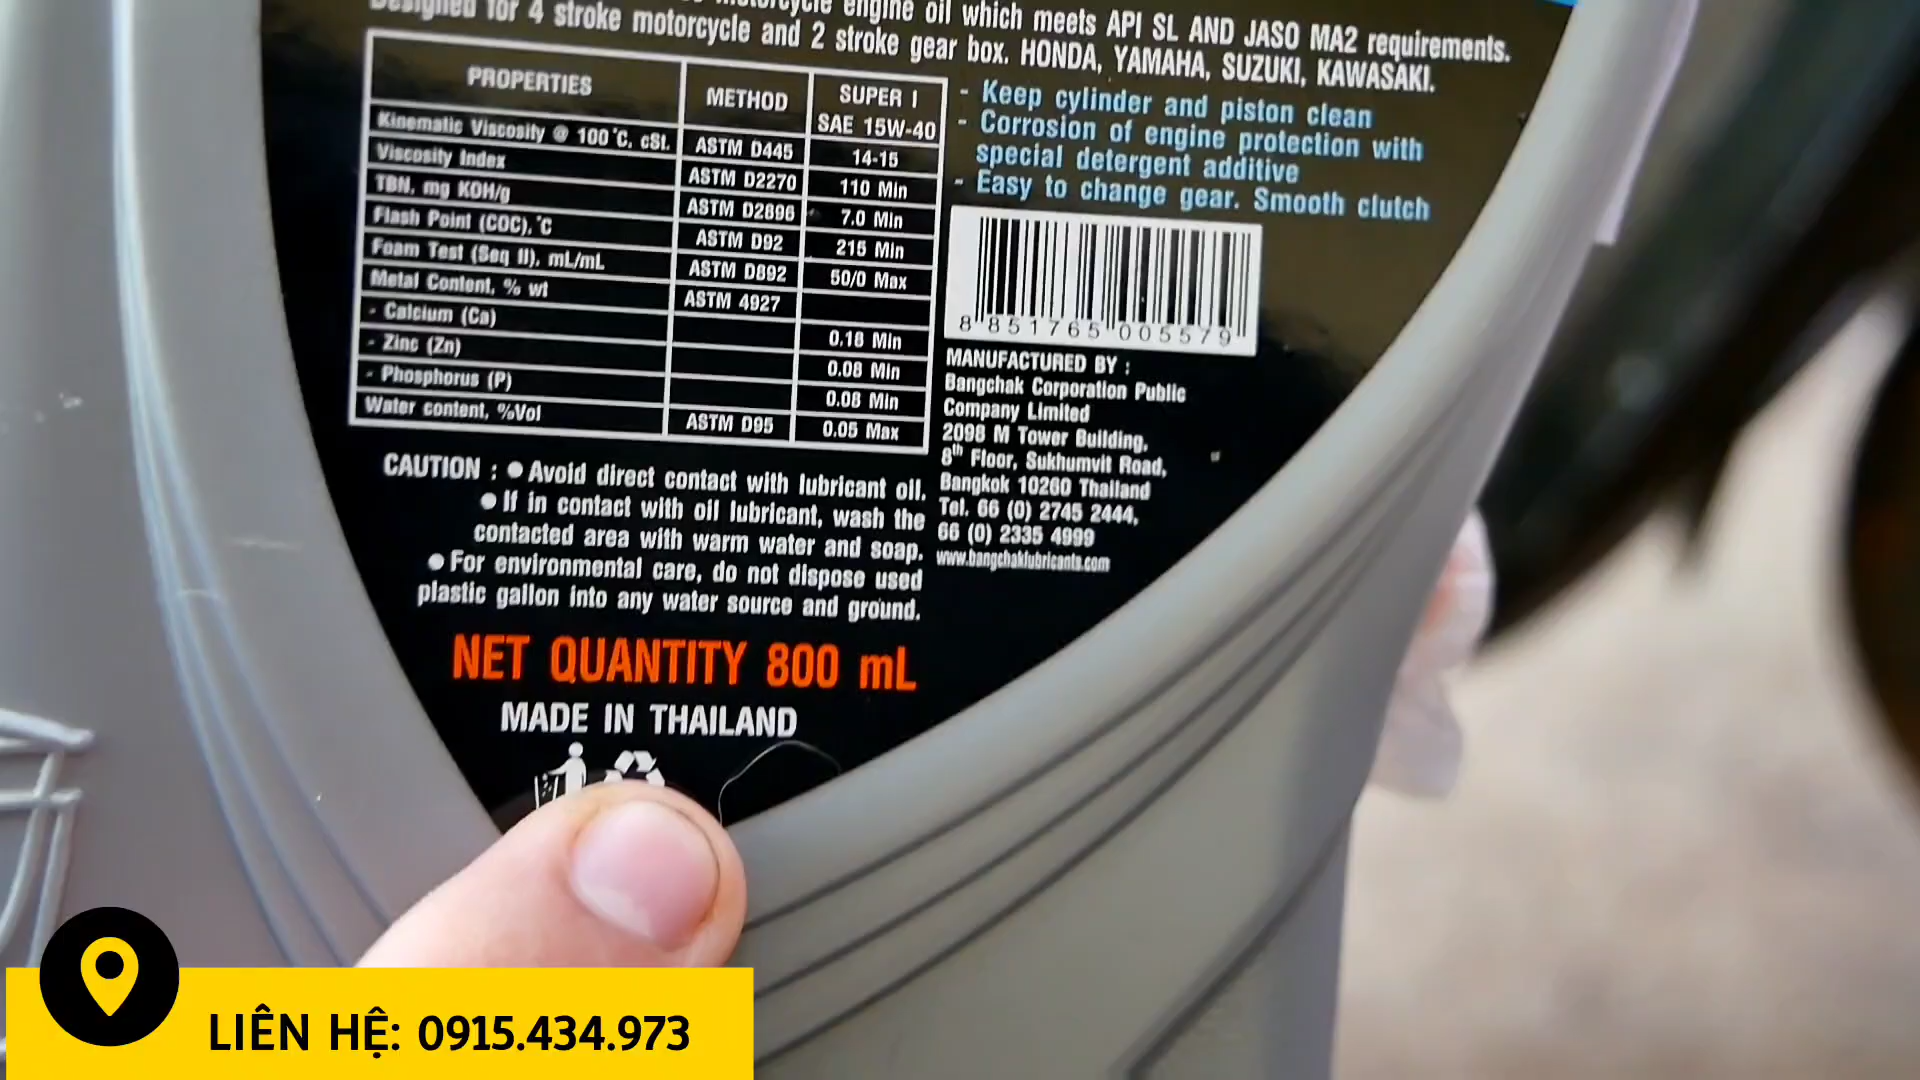 motorcycle engine oil which meets API SL AND JASO MA2 requirements.
Designed for 4 stroke motorcycle and 2 stroke gear box. HONDA, YAMAHA, SUZUKI, KAWASAKI.
PROPERTIES METHOD SUPER I SAE 15W-40
Kinematic Viscosity @ 100°C, cSt. ASTM D445 14-15
Viscosity Index ASTM D2270 110 Min
TBN, mg KOH/g ASTM D2896 7.0 Min
Flash Point (COC), °C ASTM D92 215 Min
Foam Test (Seq II), mL/mL ASTM D892 50/0 Max
Metal Content, % wt ASTM 4927
- Calcium (Ca) 0.18 Min
- Zinc (Zn) 0.08 Min
- Phosphorus (P) 0.08 Min
Water content, %Vol ASTM D95 0.05 Max
- Keep cylinder and piston clean
- Corrosion of engine protection with
special detergent additive
- Easy to change gear. Smooth clutch
8 851765 005579
MANUFACTURED BY :
Bangchak Corporation Public
Company Limited
2098 M Tower Building,
8th Floor, Sukhumvit Road,
Bangkok 10260 Thailand
Tel. 66 (0) 2745 2444,
66 (0) 2335 4999
www.bangchaklubricants.com
CAUTION : ● Avoid direct contact with lubricant oil.
● If in contact with oil lubricant, wash the
contacted area with warm water and soap.
● For environmental care, do not dispose used
plastic gallon into any water source and ground.
NET QUANTITY 800 mL
MADE IN THAILAND
LIÊN HỆ: 0915.434.973